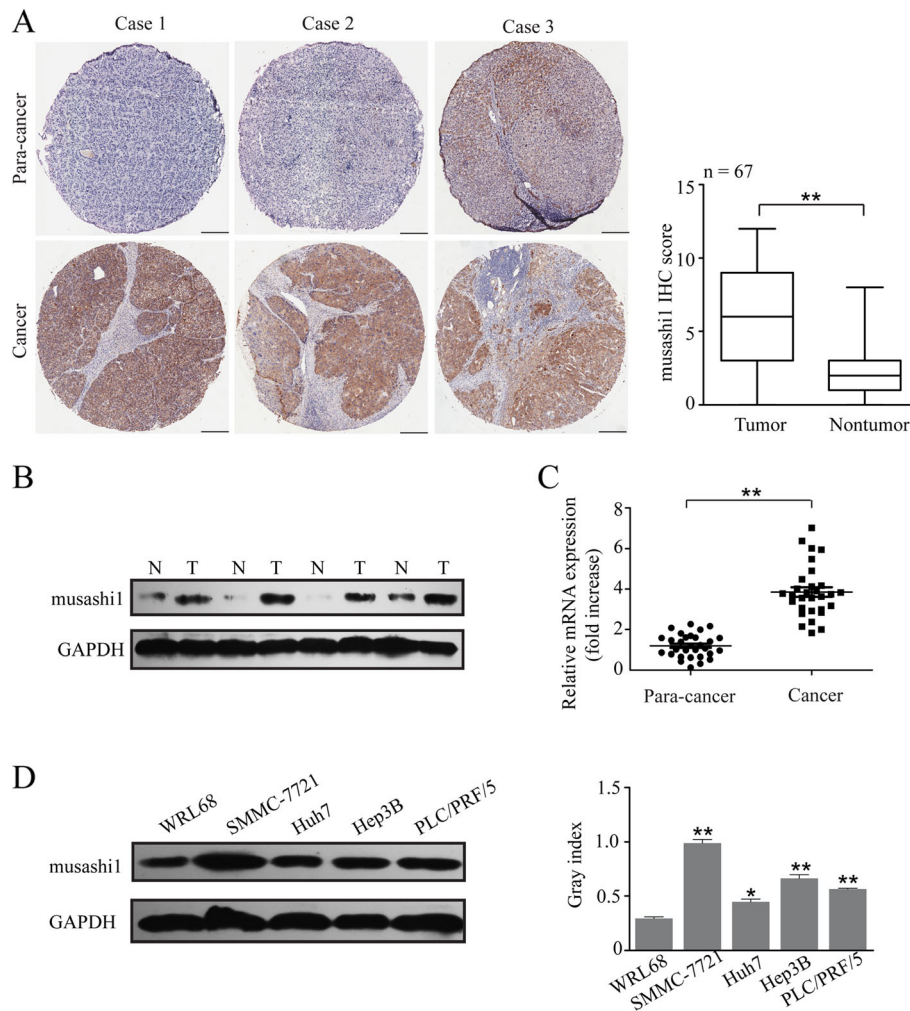 A
Case 1
Case 2
Case 3
Para-cancer
Cancer
n = 67
**
musashi1 IHC score
15
10
5
0
Tumor
Nontumor
B
N T N T N T N T
musashi1
GAPDH
C
**
Relative mRNA expression
(fold increase)
8
6
4
2
0
Para-cancer
Cancer
D
WRL68
SMMC-7721
Huh7
Hep3B
PLC/PRF/5
musashi1
GAPDH
Gray index
1.5
1.0
0.5
0
**
*
**
**
WRL68
SMMC-7721
Huh7
Hep3B
PLC/PRF/5